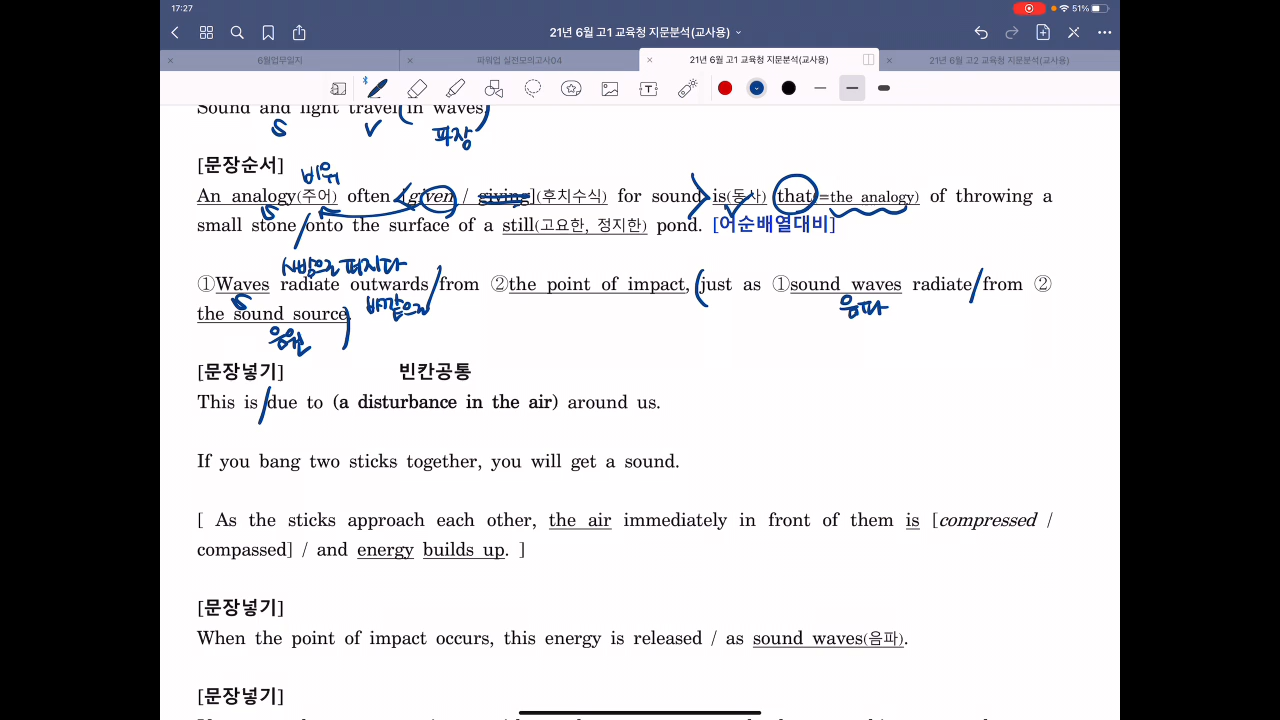 17:27
51%
21년 6월 고1 교육청 지문분석(교사용)
6월업무일지
파워업 실전모의고사04
21년 6월 고1 교육청 지문분석(교사용)
21년 6월 고2 교육청 지문분석(교사용)
Sound and light travel in waves.
S V 파장
[문장순서]
비유
An analogy(주어) often [given / giving](후치수식) for sound is(동사) that(=the analogy) of throwing a
S
small stone onto the surface of a still(고요한, 정지한) pond. [어순배열대비]
사방으로 퍼지다
①Waves radiate outwards from ②the point of impact, just as ①sound waves radiate from ②
S 바깥으로 음파
the sound source.
음원
[문장넣기] 빈칸공통
This is due to (a disturbance in the air) around us.
If you bang two sticks together, you will get a sound.
[ As the sticks approach each other, the air immediately in front of them is [compressed /
compassed] / and energy builds up. ]
[문장넣기]
When the point of impact occurs, this energy is released / as sound waves(음파).
[문장넣기]